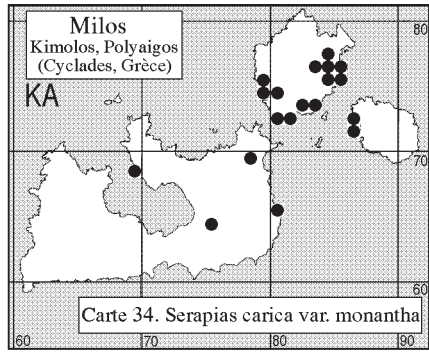 Milos
Kimolos, Polyaigos
(Cyclades, Grèce)
KA
80
70
60
Carte 34. Serapias carica var. monantha
60
70
80
90